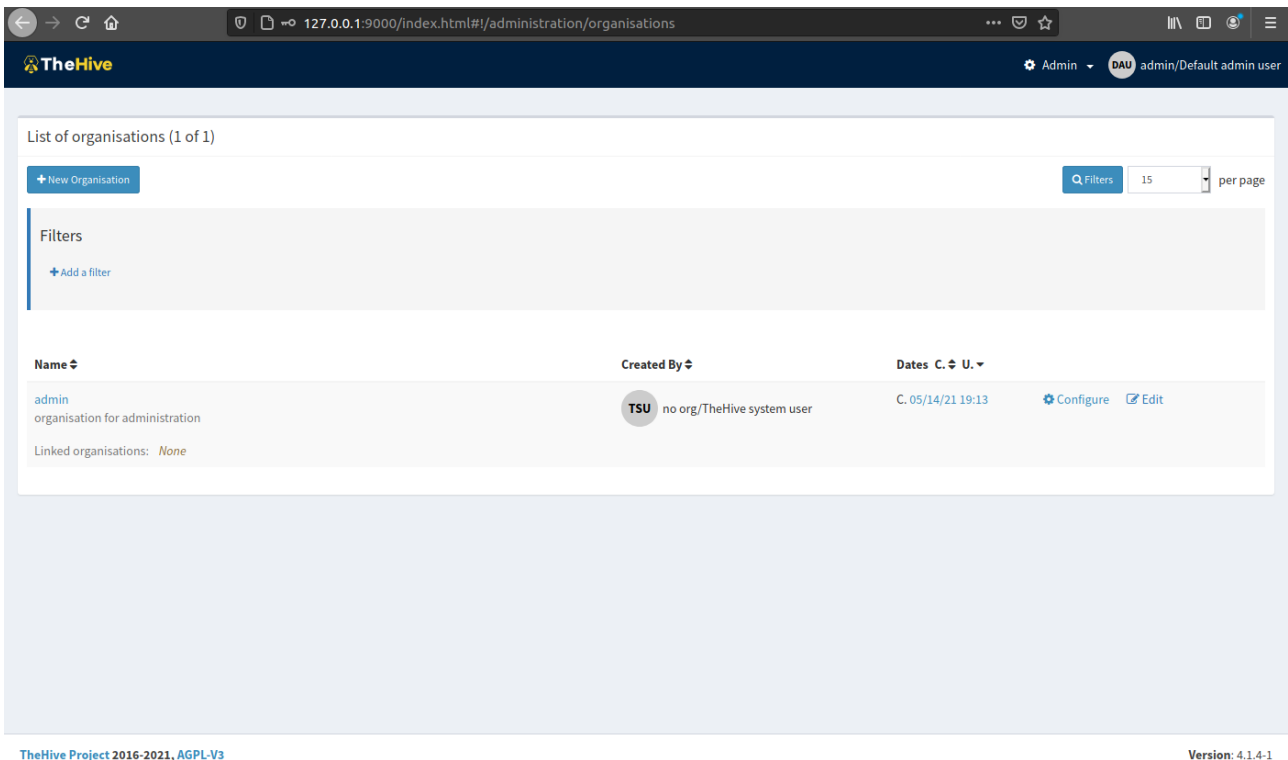 127.0.0.1:9000/index.html#!/administration/organisations
TheHive
Admin
DAU admin/Default admin user
List of organisations (1 of 1)
New Organisation
Filters 15 per page
Filters
Add a filter
Name Created By Dates C. U.
admin TSU no org/TheHive system user C. 05/14/21 19:13 Configure Edit
organisation for administration
Linked organisations: None
TheHive Project 2016-2021, AGPL-V3 Version: 4.1.4-1